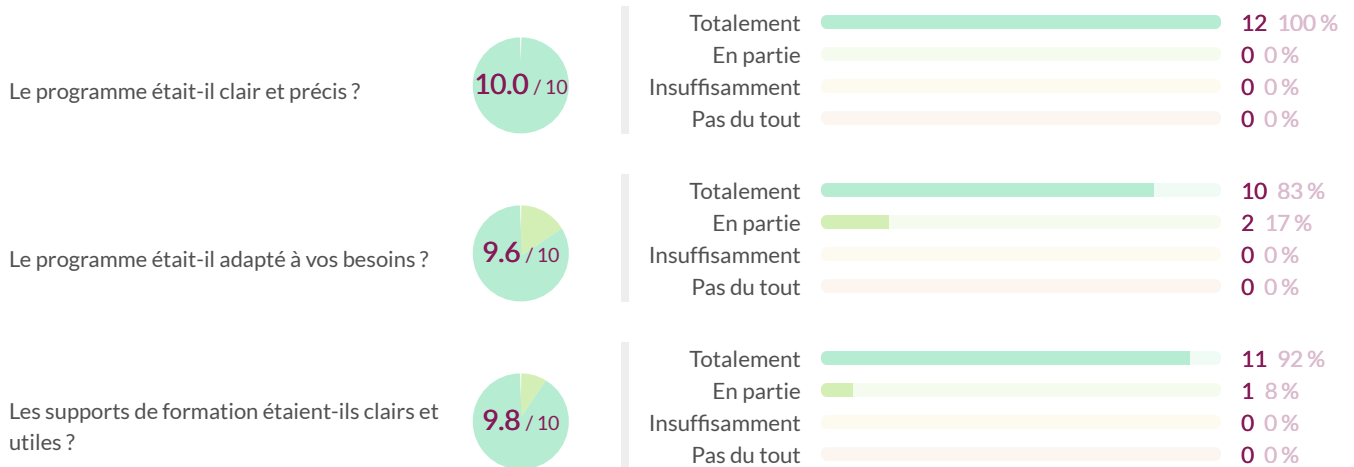 Le programme était-il clair et précis ?
10.0 / 10
Totalement 12 100 %
En partie 0 0 %
Insuffisamment 0 0 %
Pas du tout 0 0 %
Le programme était-il adapté à vos besoins ?
9.6 / 10
Totalement 10 83 %
En partie 2 17 %
Insuffisamment 0 0 %
Pas du tout 0 0 %
Les supports de formation étaient-ils clairs et
utiles ?
9.8 / 10
Totalement 11 92 %
En partie 1 8 %
Insuffisamment 0 0 %
Pas du tout 0 0 %